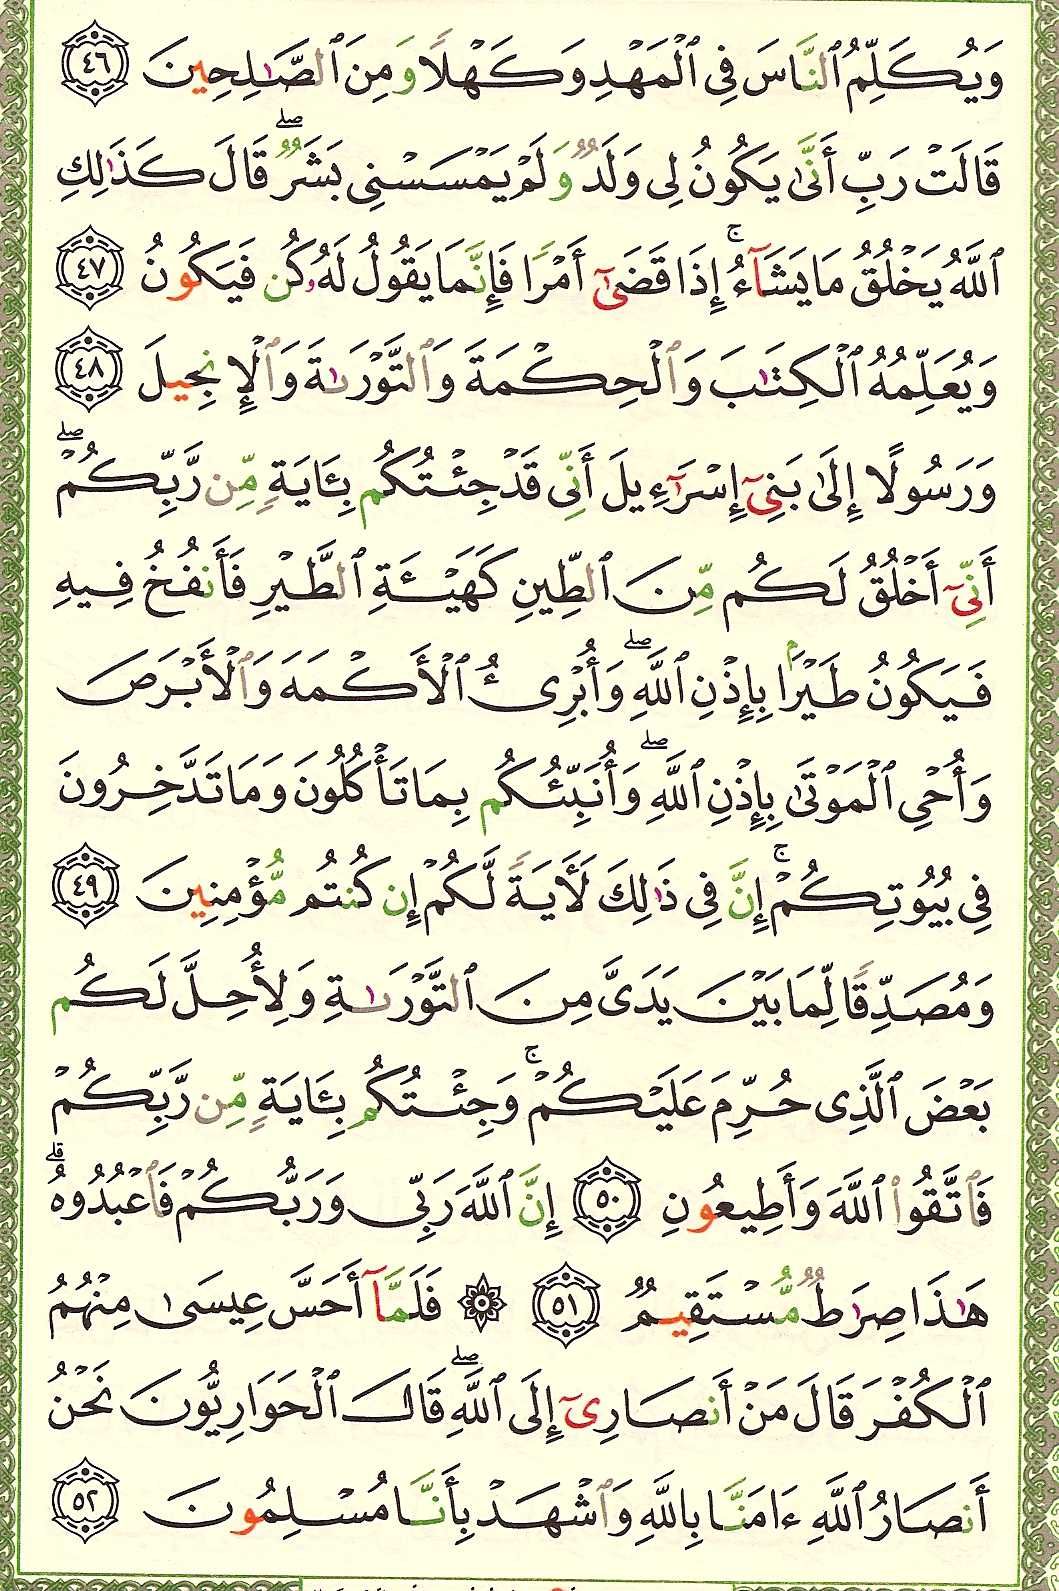 وَيُكَلِّمُ ٱلنَّاسَ فِى ٱلۡمَهۡدِ وَكَهۡلًا وَمِنَ ٱلصَّـٰلِحِينَ ٤٦
قَالَتۡ رَبِّ أَنَّىٰ يَكُونُ لِى وَلَدٌ وَلَمۡ يَمۡسَسۡنِى بَشَرٌۖ قَالَ كَذَٰلِكِ
ٱللَّهُ يَخۡلُقُ مَا يَشَآءُۚ إِذَا قَضَىٰٓ أَمۡرًا فَإِنَّمَا يَقُولُ لَهُۥ كُن فَيَكُونُ ٤٧
وَيُعَلِّمُهُ ٱلۡكِتَـٰبَ وَٱلۡحِكۡمَةَ وَٱلتَّوۡرَىٰةَ وَٱلۡإِنجِيلَ ٤٨
وَرَسُولًا إِلَىٰ بَنِىٓ إِسۡرَٰٓءِيلَ أَنِّى قَدۡ جِئۡتُكُم بِـَٔايَةٍ مِّن رَّبِّكُمۡۖ
أَنِّىٓ أَخۡلُقُ لَكُم مِّنَ ٱلطِّينِ كَهَيۡـَٔةِ ٱلطَّيۡرِ فَأَنفُخُ فِيهِ
فَيَكُونُ طَيۡرَۢا بِإِذۡنِ ٱللَّهِۖ وَأُبۡرِئُ ٱلۡأَكۡمَهَ وَٱلۡأَبۡرَصَ
وَأُحۡىِ ٱلۡمَوۡتَىٰ بِإِذۡنِ ٱللَّهِۖ وَأُنَبِّئُكُم بِمَا تَأۡكُلُونَ وَمَا تَدَّخِرُونَ
فِى بُيُوتِكُمۡۚ إِنَّ فِى ذَٰلِكَ لَـَٔايَةً لَّكُمۡ إِن كُنتُم مُّؤۡمِنِينَ ٤٩
وَمُصَدِّقًا لِّمَا بَيۡنَ يَدَىَّ مِنَ ٱلتَّوۡرَىٰةِ وَلِأُحِلَّ لَكُم
بَعۡضَ ٱلَّذِى حُرِّمَ عَلَيۡكُمۡۚ وَجِئۡتُكُم بِـَٔايَةٍ مِّن رَّبِّكُمۡ
فَٱتَّقُواْ ٱللَّهَ وَأَطِيعُونِ ٥٠ إِنَّ ٱللَّهَ رَبِّى وَرَبُّكُمۡ فَٱعۡبُدُوهُۗ
هَـٰذَا صِرَٰطٌ مُّسۡتَقِيمٌ ٥١ ۞ فَلَمَّآ أَحَسَّ عِيسَىٰ مِنۡهُمُ
ٱلۡكُفۡرَ قَالَ مَنۡ أَنصَارِىٓ إِلَى ٱللَّهِۖ قَالَ ٱلۡحَوَارِيُّونَ نَحۡنُ
أَنصَارُ ٱللَّهِ ءَامَنَّا بِٱللَّهِ وَٱشۡهَدۡ بِأَنَّا مُسۡلِمُونَ ٥٢